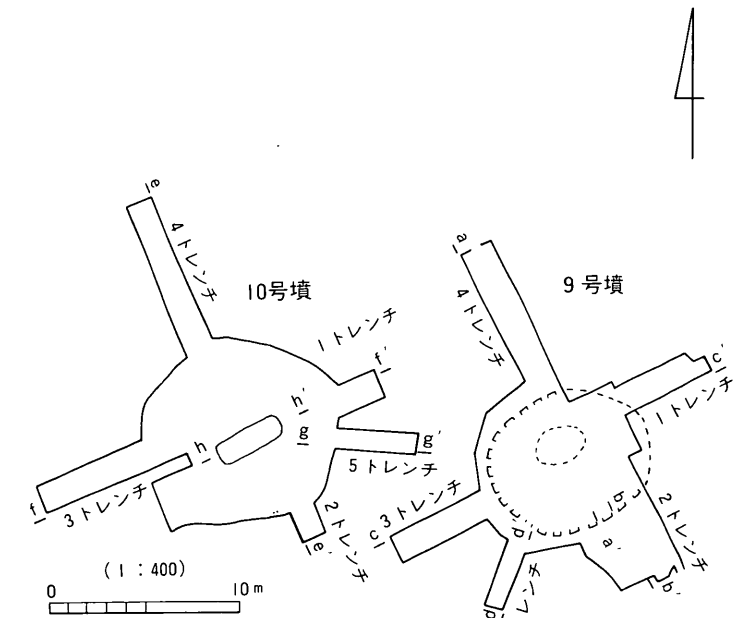 10号墳
9号墳
4トレンチ
1トレンチ
5トレンチ
2トレンチ
3トレンチ
e
f'
h'
g
g'
h
f
e'
a
4トレンチ
c'
1トレンチ
b
2トレンチ
a'
b'
3トレンチ
c
d'
レンチ
(1:400)
0
10m